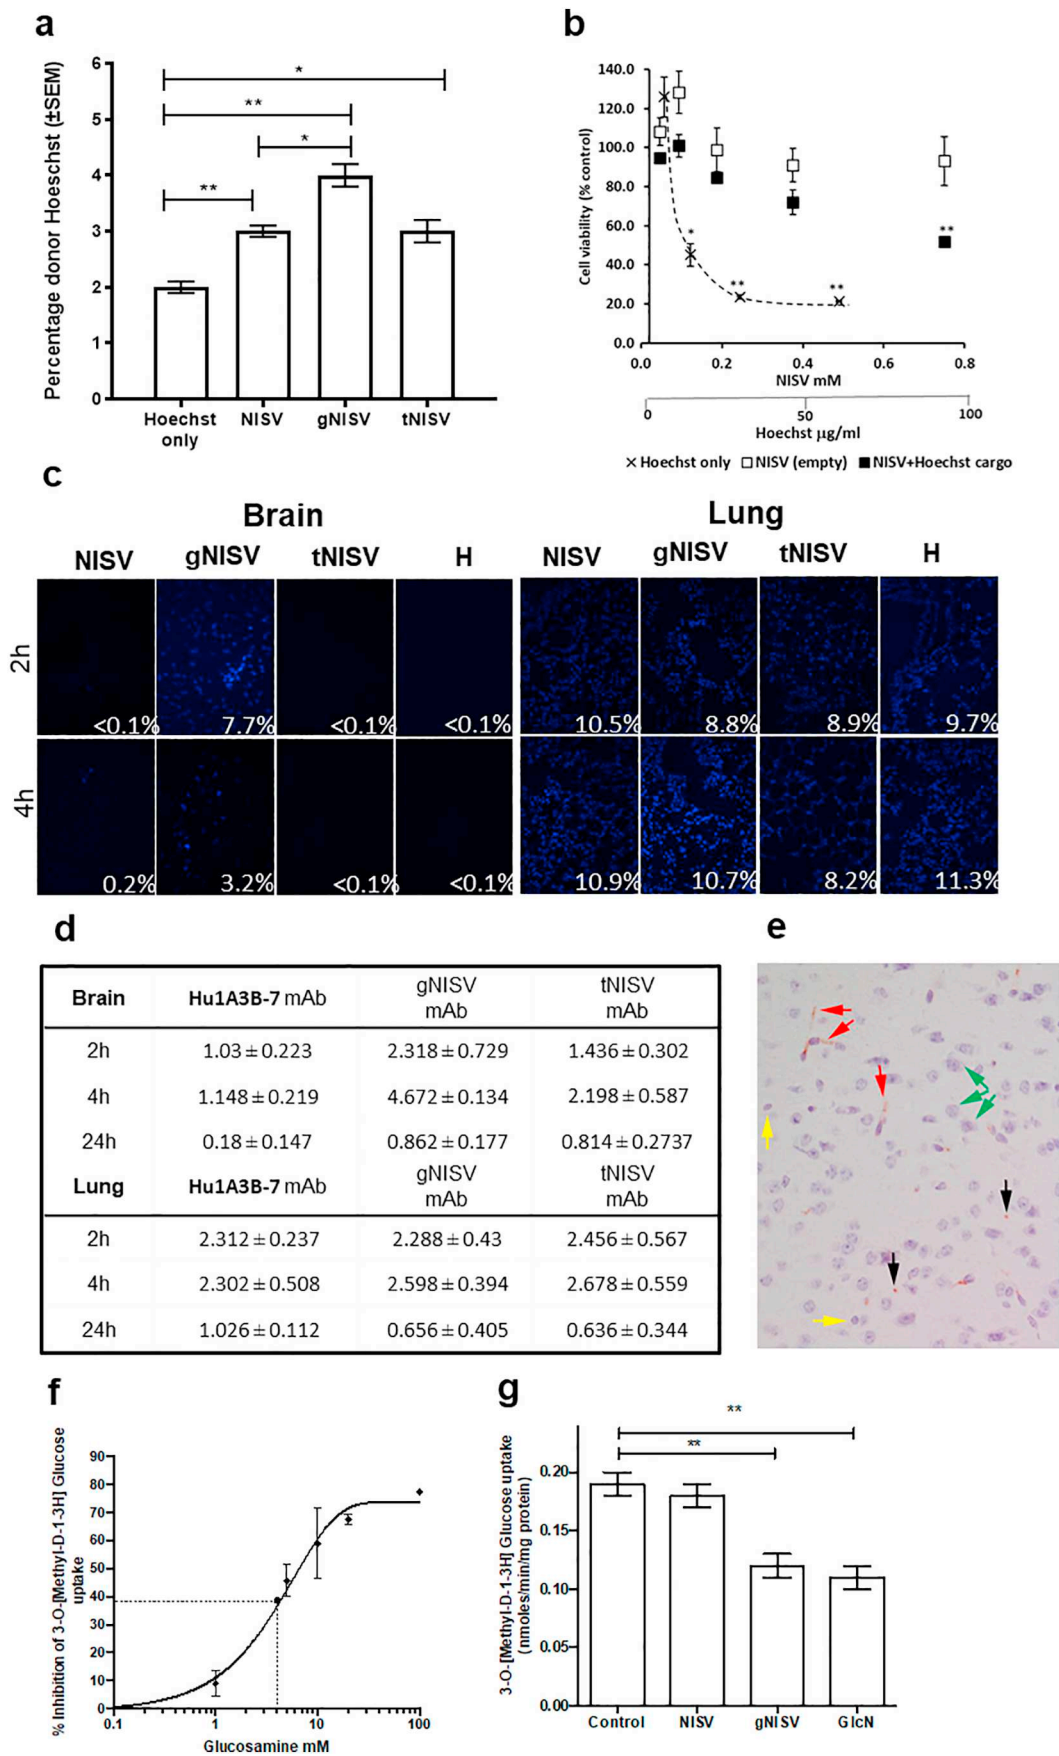 a
Percentage donor Hoeschst (±SEM)
6
5
4
3
2
1
0
*
**
*
**
Hoechst only
NISV
gNISV
tNISV
b
Cell viability (% control)
140.0
120.0
100.0
80.0
60.0
40.0
20.0
0.0
*
**
**
**
0.0 0.2 0.4 0.6 0.8
NISV mM
0 50 100
Hoechst µg/ml
× Hoechst only □ NISV (empty) ■ NISV+Hoechst cargo
c
Brain Lung
NISV gNISV tNISV H NISV gNISV tNISV H
2h
<0.1% 7.7% <0.1% <0.1% 10.5% 8.8% 8.9% 9.7%
4h
0.2% 3.2% <0.1% <0.1% 10.9% 10.7% 8.2% 11.3%
d
Brain Hu1A3B-7 mAb gNISV mAb tNISV mAb
2h 1.03 ± 0.223 2.318 ± 0.729 1.436 ± 0.302
4h 1.148 ± 0.219 4.672 ± 0.134 2.198 ± 0.587
24h 0.18 ± 0.147 0.862 ± 0.177 0.814 ± 0.2737
Lung Hu1A3B-7 mAb gNISV mAb tNISV mAb
2h 2.312 ± 0.237 2.288 ± 0.43 2.456 ± 0.567
4h 2.302 ± 0.508 2.598 ± 0.394 2.678 ± 0.559
24h 1.026 ± 0.112 0.656 ± 0.405 0.636 ± 0.344
e
f
% Inhibition of 3-O-[Methyl-D-1-3H] Glucose
uptake
90
80
70
60
50
40
30
20
10
0
0.1 1 10 100
Glucosamine mM
g
3-O-[Methyl-D-1-3H] Glucose uptake
(nmoles/min/mg protein)
**
**
0.20
0.15
0.10
0.05
0.00
Control NISV gNISV GlcN